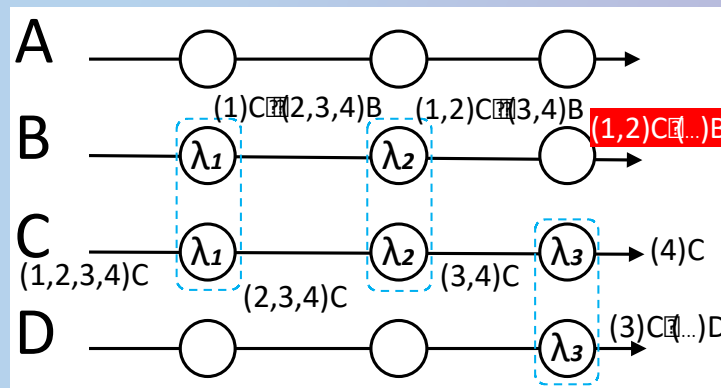 A
(1)C (2,3,4)B
(1,2)C (3,4)B
B
λ1
λ2
(1,2)C (...)B
C
λ1
λ2
λ3
(4)C
(1,2,3,4)C
(2,3,4)C
(3,4)C
D
λ3
(3)C (...)D